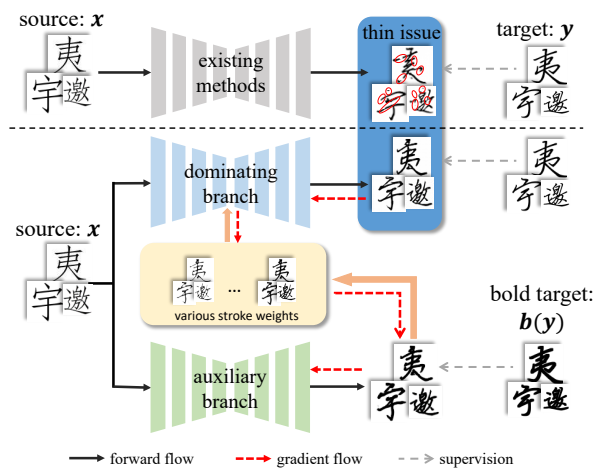 source: x
夷
宇邀
existing
methods
thin issue
夷
宇邀
target: y
夷
宇邀
source: x
夷
宇邀
dominating
branch
夷
宇邀
夷
宇邀
夷
宇邀
...
夷
宇邀
various stroke weights
auxiliary
branch
夷
宇邀
bold target:
b(y)
夷
宇邀
forward flow
gradient flow
supervision